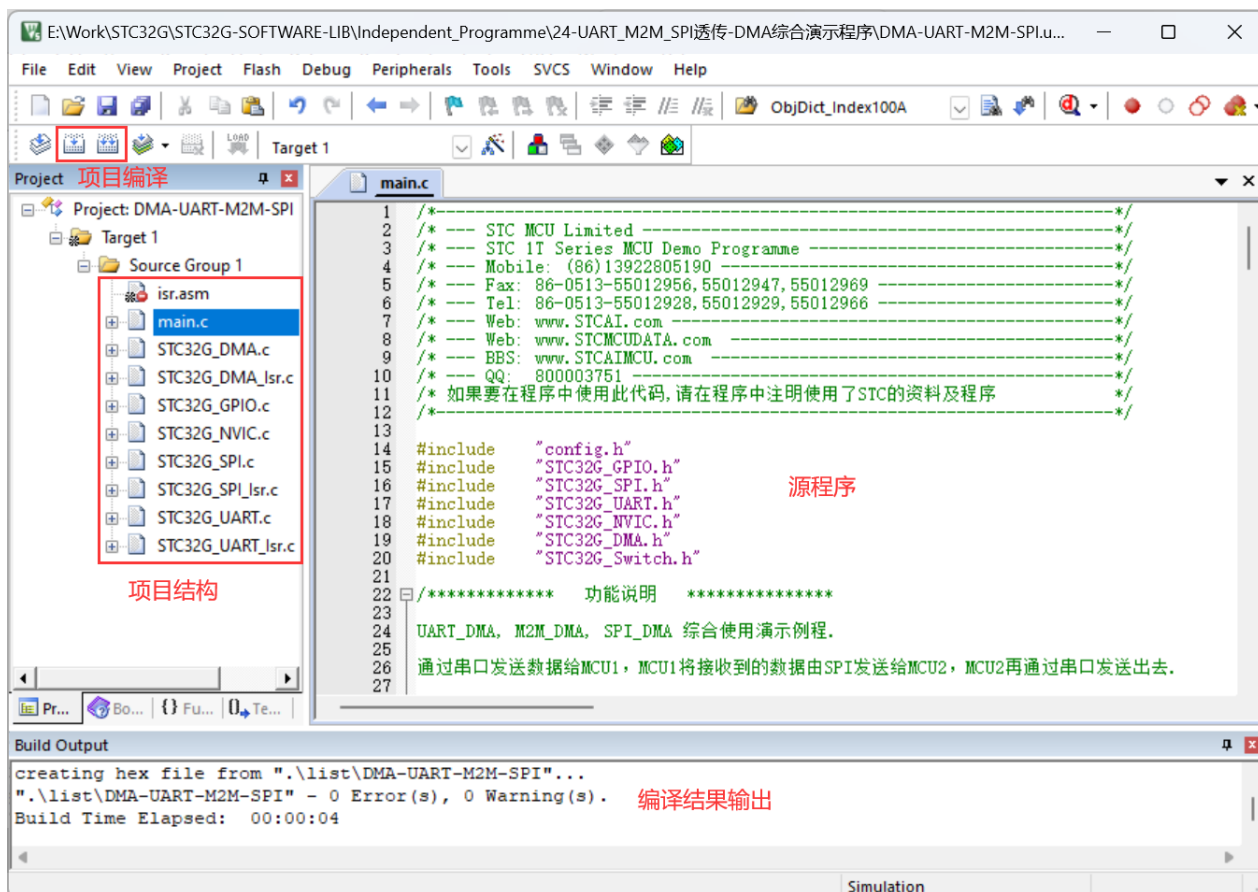 E:\Work\STC32G\STC32G-SOFTWARE-LIB\Independent_Programme\24-UART_M2M_SPI透传-DMA综合演示程序\DMA-UART-M2M-SPI.u...
File Edit View Project Flash Debug Peripherals Tools SVCS Window Help
ObjDict_Index100A
LOAD
Target 1
Project 项目编译
main.c
Project: DMA-UART-M2M-SPI
Target 1
Source Group 1
isr.asm
main.c
STC32G_DMA.c
STC32G_DMA_Isr.c
STC32G_GPIO.c
STC32G_NVIC.c
STC32G_SPI.c
STC32G_SPI_Isr.c
STC32G_UART.c
STC32G_UART_Isr.c
项目结构
Pr... Bo... {} Fu... Te...
1 /*---------------------------------------------------------------------*/
2 /* --- STC MCU Limited ------------------------------------------------*/
3 /* --- STC 1T Series MCU Demo Programme -------------------------------*/
4 /* --- Mobile: (86)13922805190 ----------------------------------------*/
5 /* --- Fax: 86-0513-55012956,55012947,55012969 ------------------------*/
6 /* --- Tel: 86-0513-55012928,55012929,55012966 ------------------------*/
7 /* --- Web: www.STCAI.com ---------------------------------------------*/
8 /* --- Web: www.STCMCUDATA.com  ---------------------------------------*/
9 /* --- BBS: www.STCAIMCU.com  -----------------------------------------*/
10 /* --- QQ:  800003751 -------------------------------------------------*/
11 /* 如果要在程序中使用此代码,请在程序中注明使用了STC的资料及程序 */
12 /*---------------------------------------------------------------------*/
13
14 #include "config.h"
15 #include "STC32G_GPIO.h"
16 #include "STC32G_SPI.h"
17 #include "STC32G_UART.h"
18 #include "STC32G_NVIC.h"
19 #include "STC32G_DMA.h"
20 #include "STC32G_Switch.h"
源程序
21
22 /************* 功能说明 ***************
23
24 UART_DMA, M2M_DMA, SPI_DMA 综合使用演示例程.
25
26 通过串口发送数据给MCU1，MCU1将接收到的数据由SPI发送给MCU2，MCU2再通过串口发送出去.
27
Build Output
creating hex file from ".\list\DMA-UART-M2M-SPI"...
".\list\DMA-UART-M2M-SPI" - 0 Error(s), 0 Warning(s).
Build Time Elapsed:  00:00:04
编译结果输出
Simulation